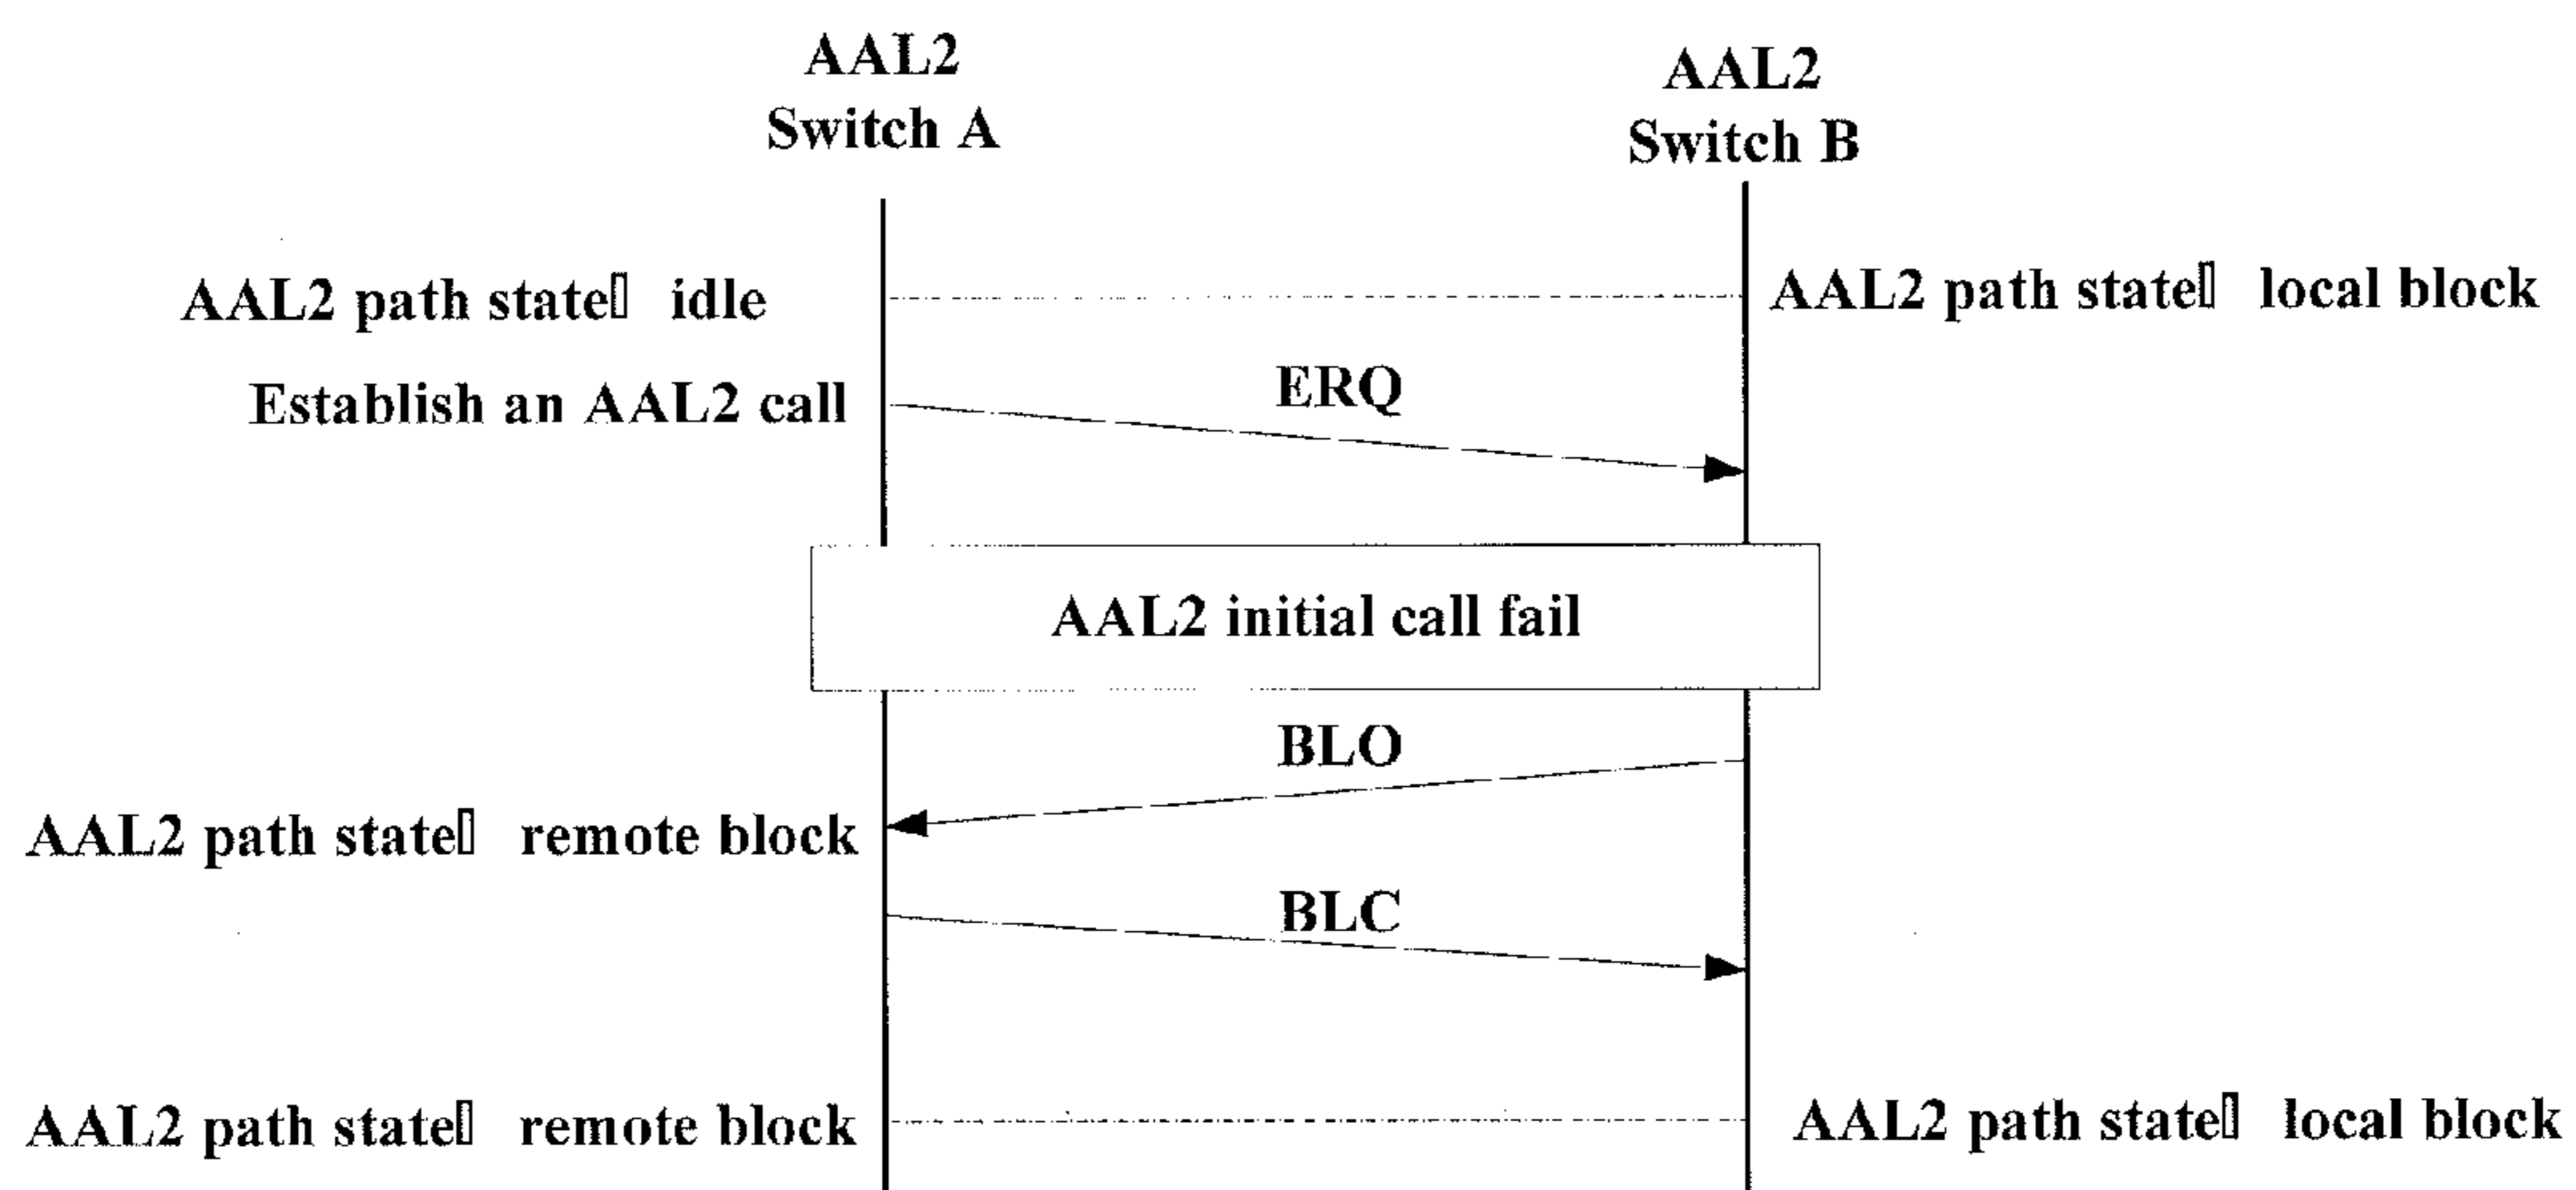 AAL2
Switch A
AAL2
Switch B
AAL2 path state▯ idle
AAL2 path state▯ local block
Establish an AAL2 call
ERQ
AAL2 initial call fail
BLO
AAL2 path state▯ remote block
BLC
AAL2 path state▯ remote block
AAL2 path state▯ local block